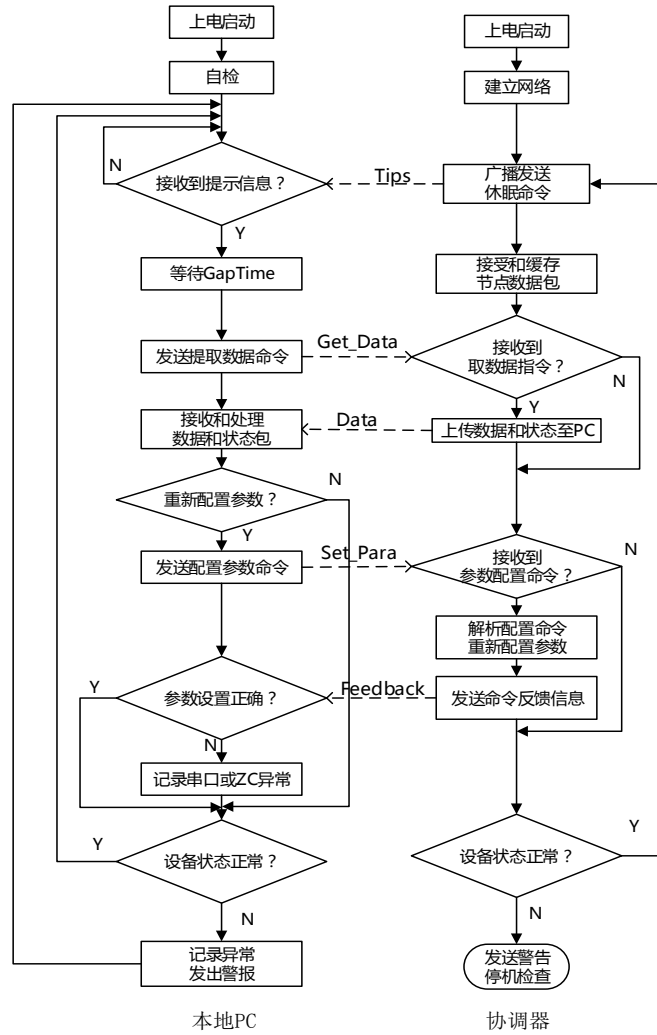 上电启动
自检
N
接收到提示信息？
Y
等待GapTime
发送提取数据命令
接收和处理
数据和状态包
N
重新配置参数？
Y
发送配置参数命令
Y
参数设置正确？
N
记录串口或ZC异常
Y
设备状态正常？
N
记录异常
发出警报
本地PC
Tips
Get_Data
Data
Set_Para
Feedback
上电启动
建立网络
广播发送
休眠命令
接受和缓存
节点数据包
接收到
取数据指令？
N
Y
上传数据和状态至PC
接收到
参数配置命令？
N
解析配置命令
重新配置参数
发送命令反馈信息
设备状态正常？
Y
N
发送警告
停机检查
协调器